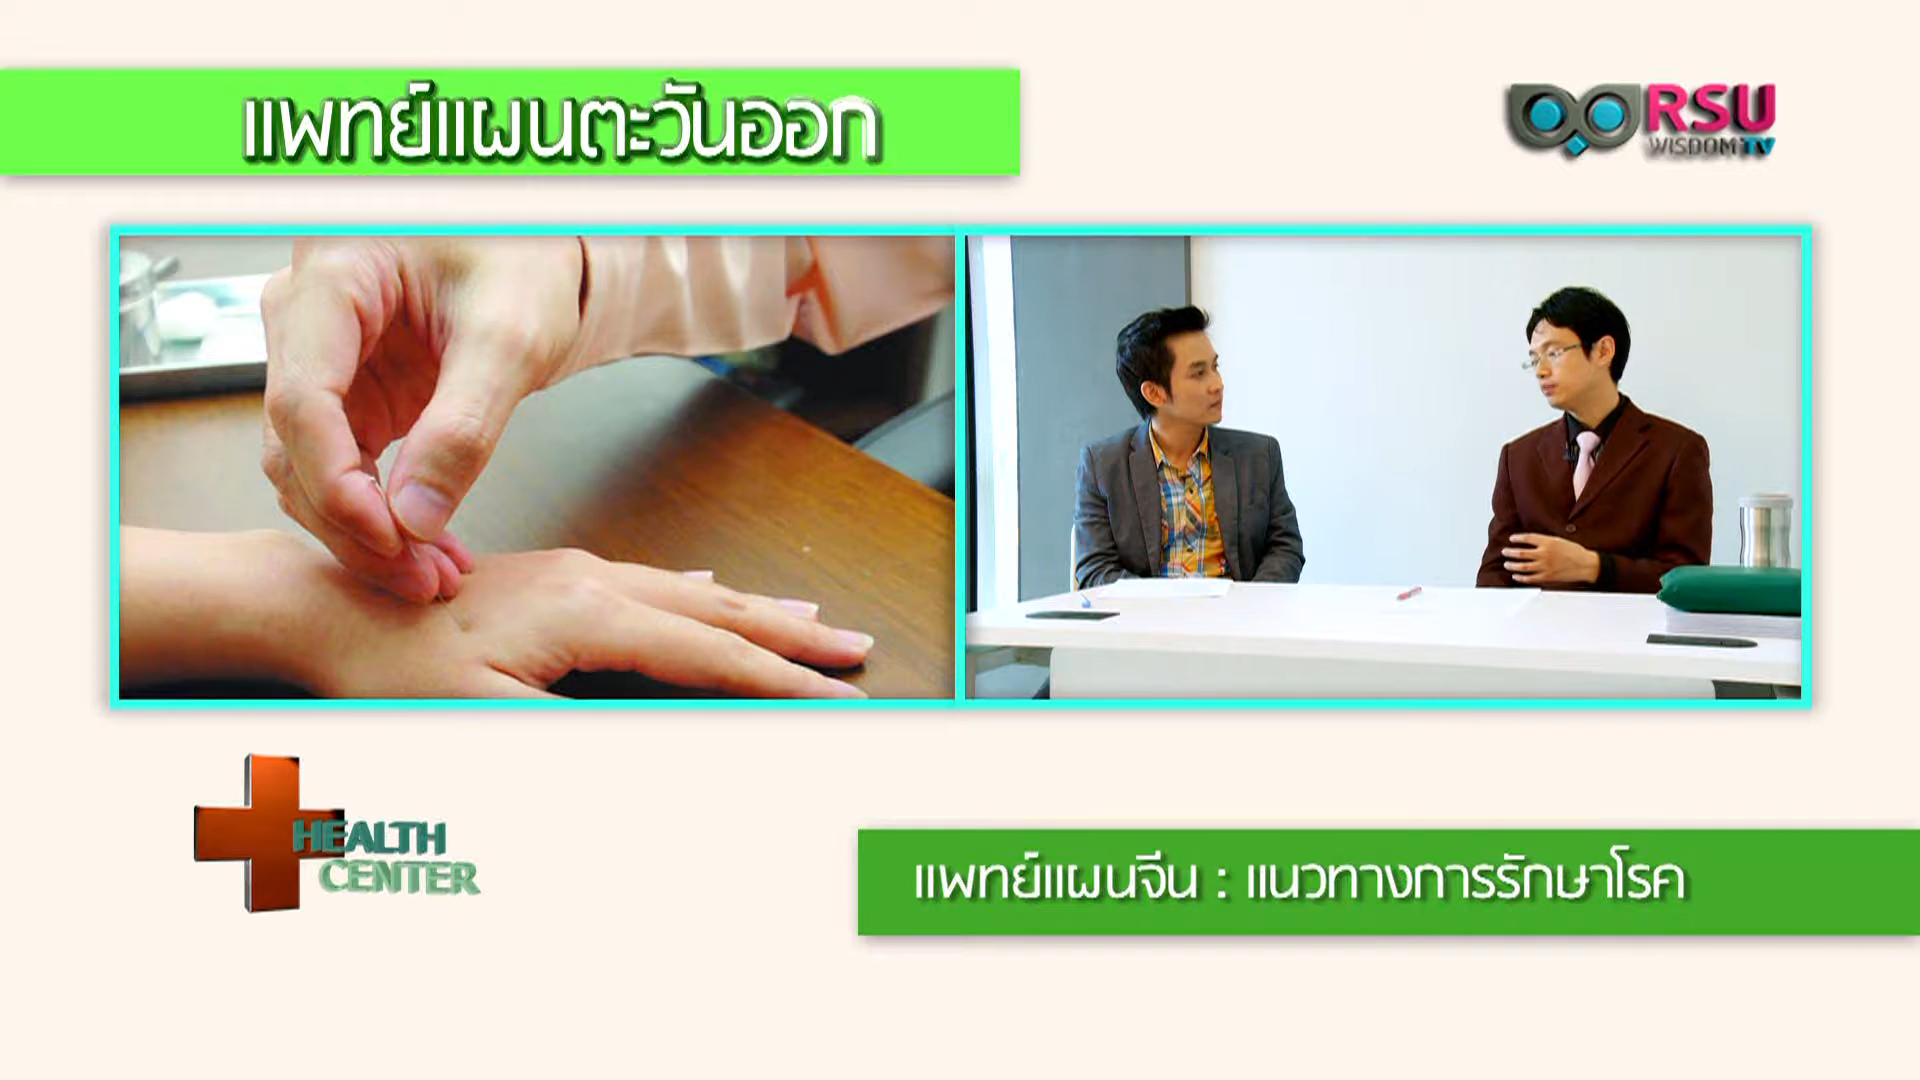 แพทย์แผนตะวันออก
RSU
WISDOM TV
HEALTH
CENTER
แพทย์แผนจีน : แนวทางการรักษาโรค